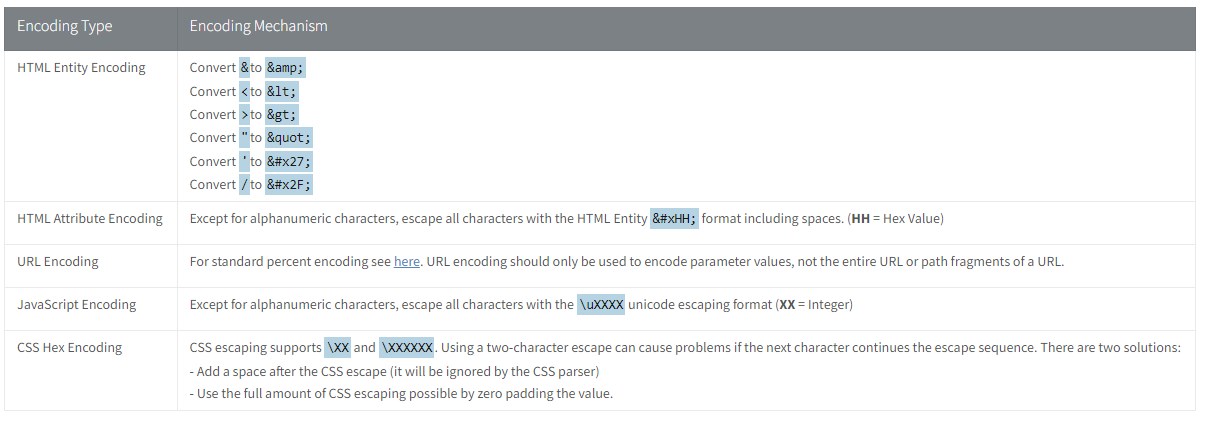 Encoding Type Encoding Mechanism
HTML Entity Encoding Convert & to &amp;
Convert < to &lt;
Convert > to &gt;
Convert " to &quot;
Convert ' to &#x27;
Convert / to &#x2F;
HTML Attribute Encoding Except for alphanumeric characters, escape all characters with the HTML Entity &#xHH; format including spaces. (HH = Hex Value)
URL Encoding For standard percent encoding see here. URL encoding should only be used to encode parameter values, not the entire URL or path fragments of a URL.
JavaScript Encoding Except for alphanumeric characters, escape all characters with the \uXXXX unicode escaping format (XX = Integer)
CSS Hex Encoding CSS escaping supports \XX and \XXXXXX. Using a two-character escape can cause problems if the next character continues the escape sequence. There are two solutions:
- Add a space after the CSS escape (it will be ignored by the CSS parser)
- Use the full amount of CSS escaping possible by zero padding the value.